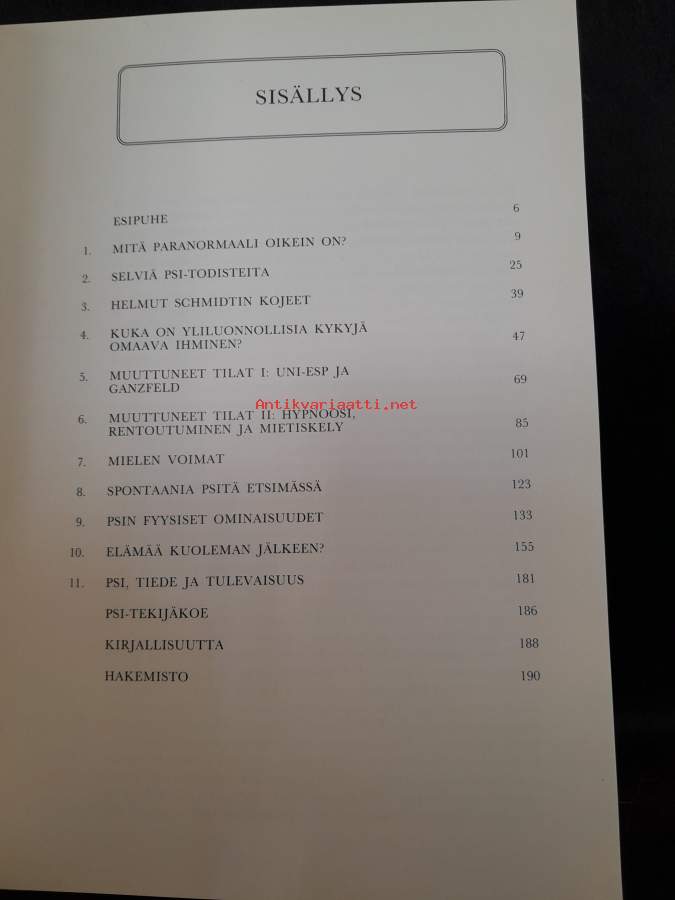 SISÄLLYS
ESIPUHE 6
1. MITÄ PARANORMAALI OIKEIN ON? 9
2. SELVIÄ PSI-TODISTEITA 25
3. HELMUT SCHMIDTIN KOJEET 39
4. KUKA ON YLILUONNOLLISIA KYKYJÄ
OMAAVA IHMINEN? 47
5. MUUTTUNEET TILAT I: UNI-ESP JA
GANZFELD 69
Antikvariaatti.net
6. MUUTTUNEET TILAT II: HYPNOOSI,
RENTOUTUMINEN JA MIETISKELY 85
7. MIELEN VOIMAT 101
8. SPONTAANIA PSITÄ ETSIMÄSSÄ 123
9. PSIN FYYSISET OMINAISUUDET 133
10. ELÄMÄÄ KUOLEMAN JÄLKEEN? 155
11. PSI, TIEDE JA TULEVAISUUS 181
PSI-TEKIJÄKOE 186
KIRJALLISUUTTA 188
HAKEMISTO 190